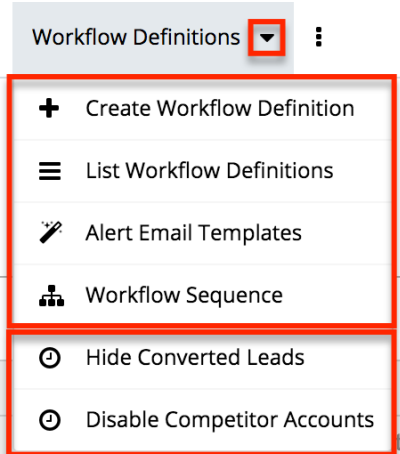 Workflow Definitions
Create Workflow Definition
List Workflow Definitions
Alert Email Templates
Workflow Sequence
Hide Converted Leads
Disable Competitor Accounts